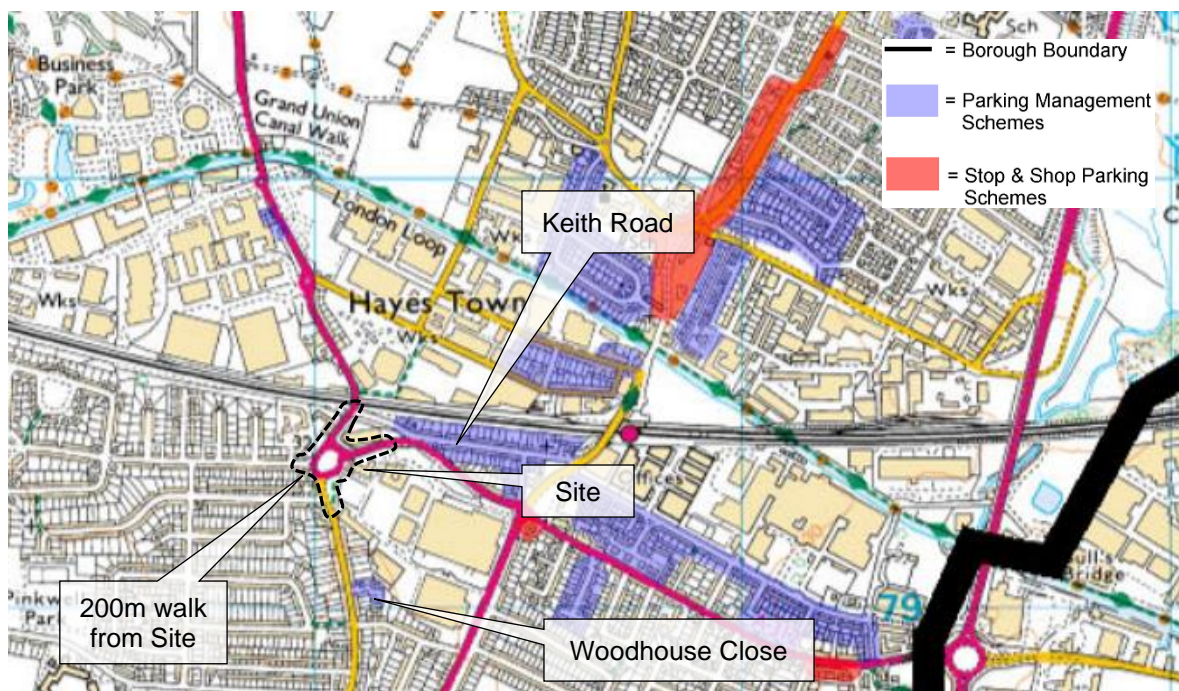 Sch
= Borough Boundary
Business
Park
Grand Union
Canal Walk
= Parking Management
Schemes
= Stop & Shop Parking
Schemes
London Loop
Keith Road
Wks
Sch
Wks
Hayes Town
Wks
Wks
Site
Offices
200m walk
from Site
Park
Bridge
79
Woodhouse Close